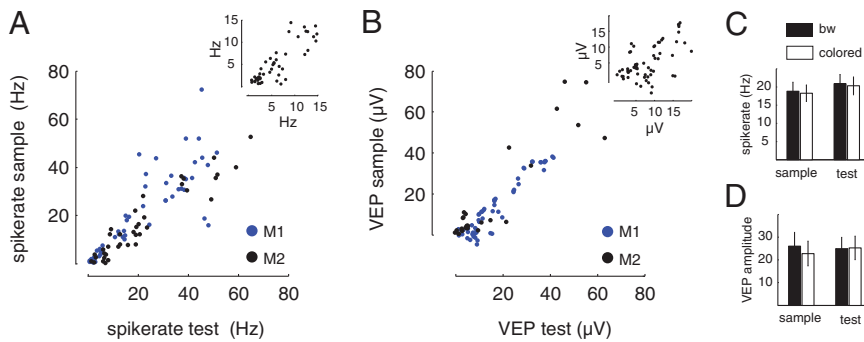 A
spikerate sample (Hz)
80
60
40
20
0
20
40
60
80
spikerate test (Hz)
M1
M2
Hz
15
10
5
5
10
15
Hz
B
VEP sample (µV)
80
60
40
20
0
20
40
60
80
VEP test (µV)
M1
M2
µV
15
10
5
5
10
15
µV
C
bw
colored
spikerate (Hz)
20
15
10
5
sample
test
D
VEP amplitude
30
20
10
sample
test